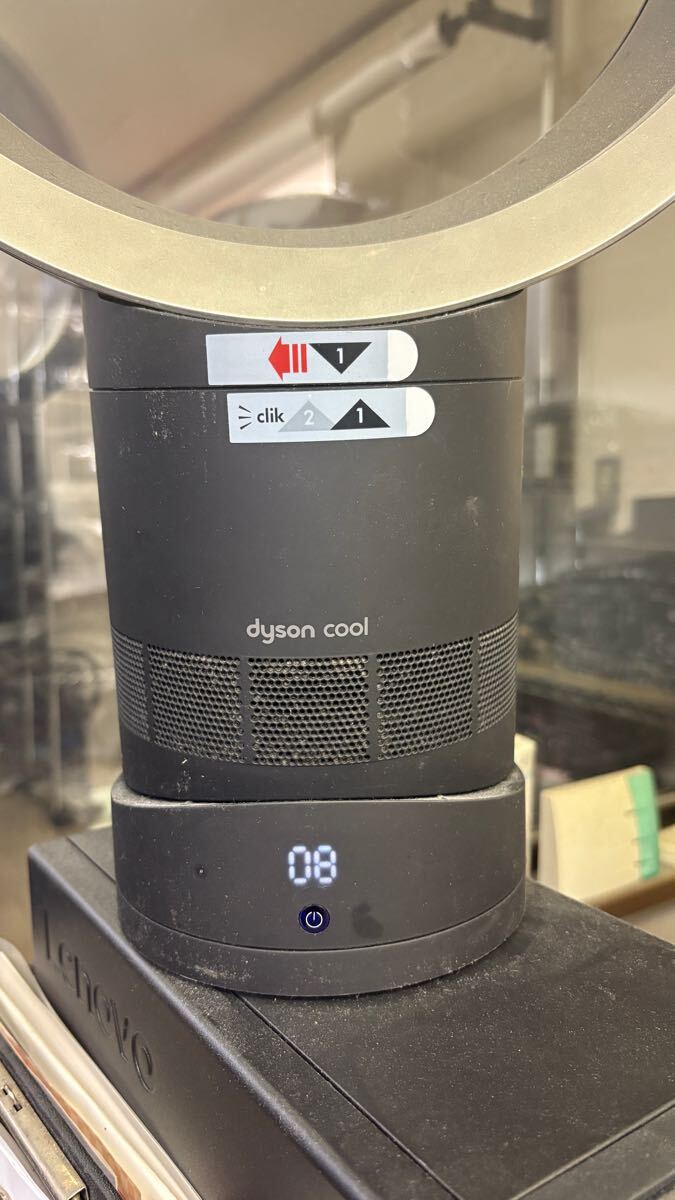 1
clik 2 1
dyson cool
08
Lenovo